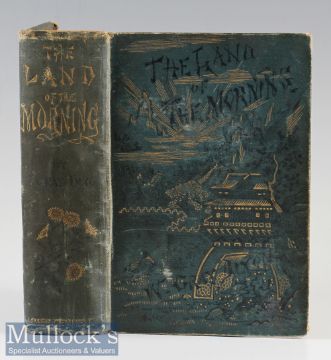 THE
LAND
OF THE
MORNING
THE LAND
OF
THE MORNING
Mullock's
Specialist Auctioneers & Valuers